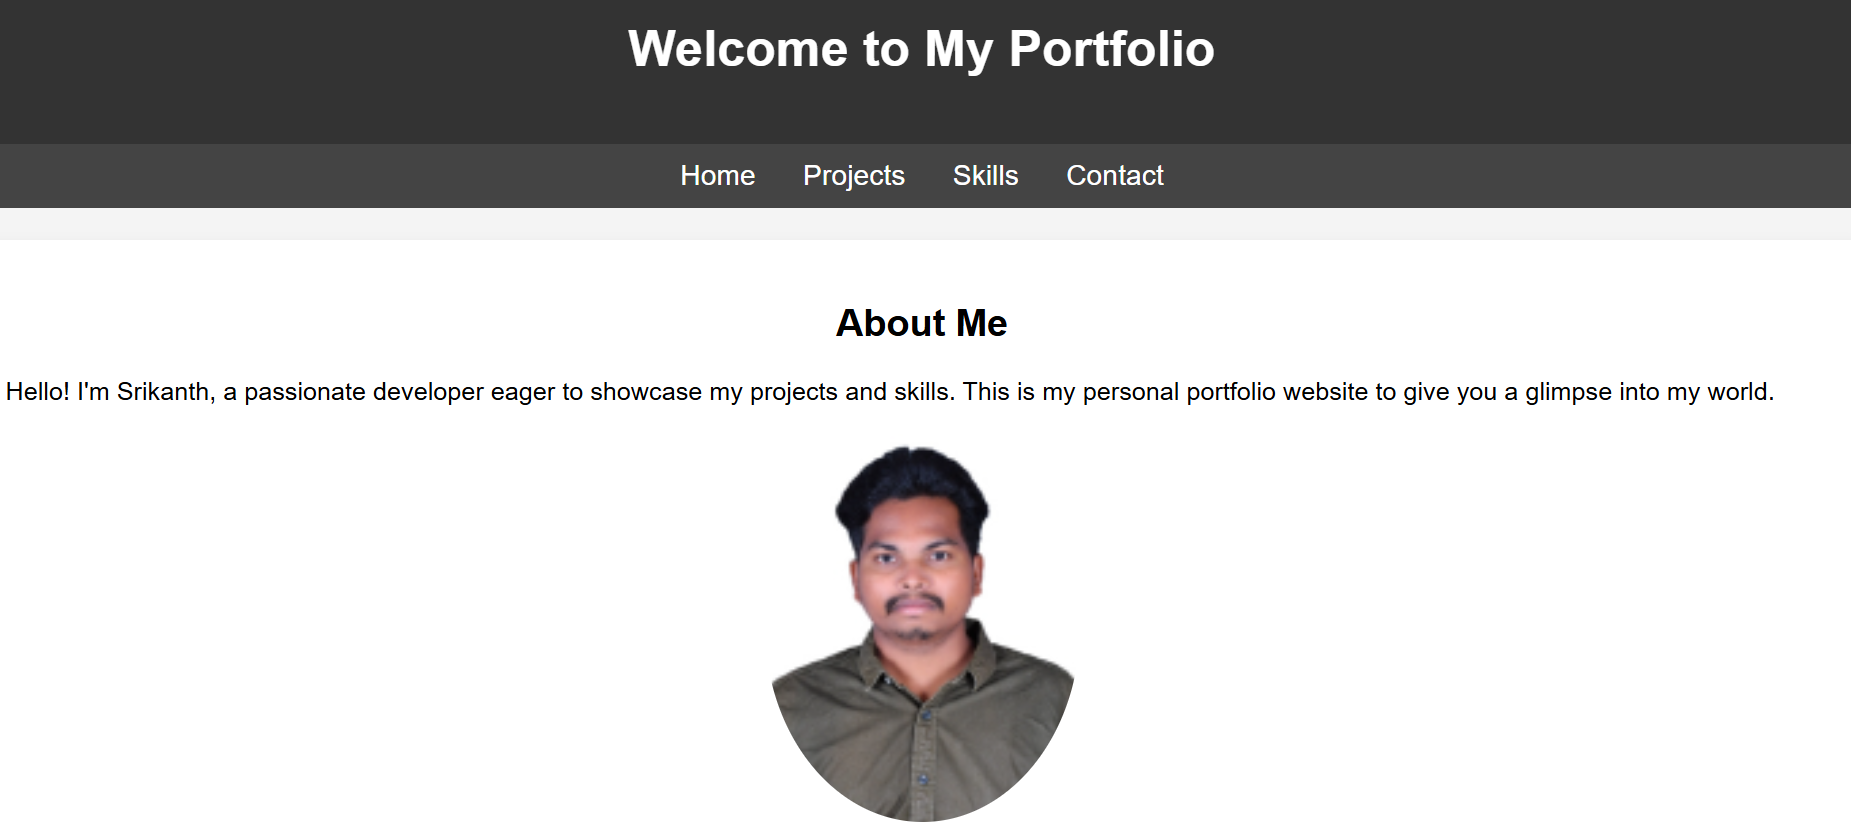 Welcome to My Portfolio
Home Projects Skills Contact
About Me
Hello! I'm Srikanth, a passionate developer eager to showcase my projects and skills. This is my personal portfolio website to give you a glimpse into my world.